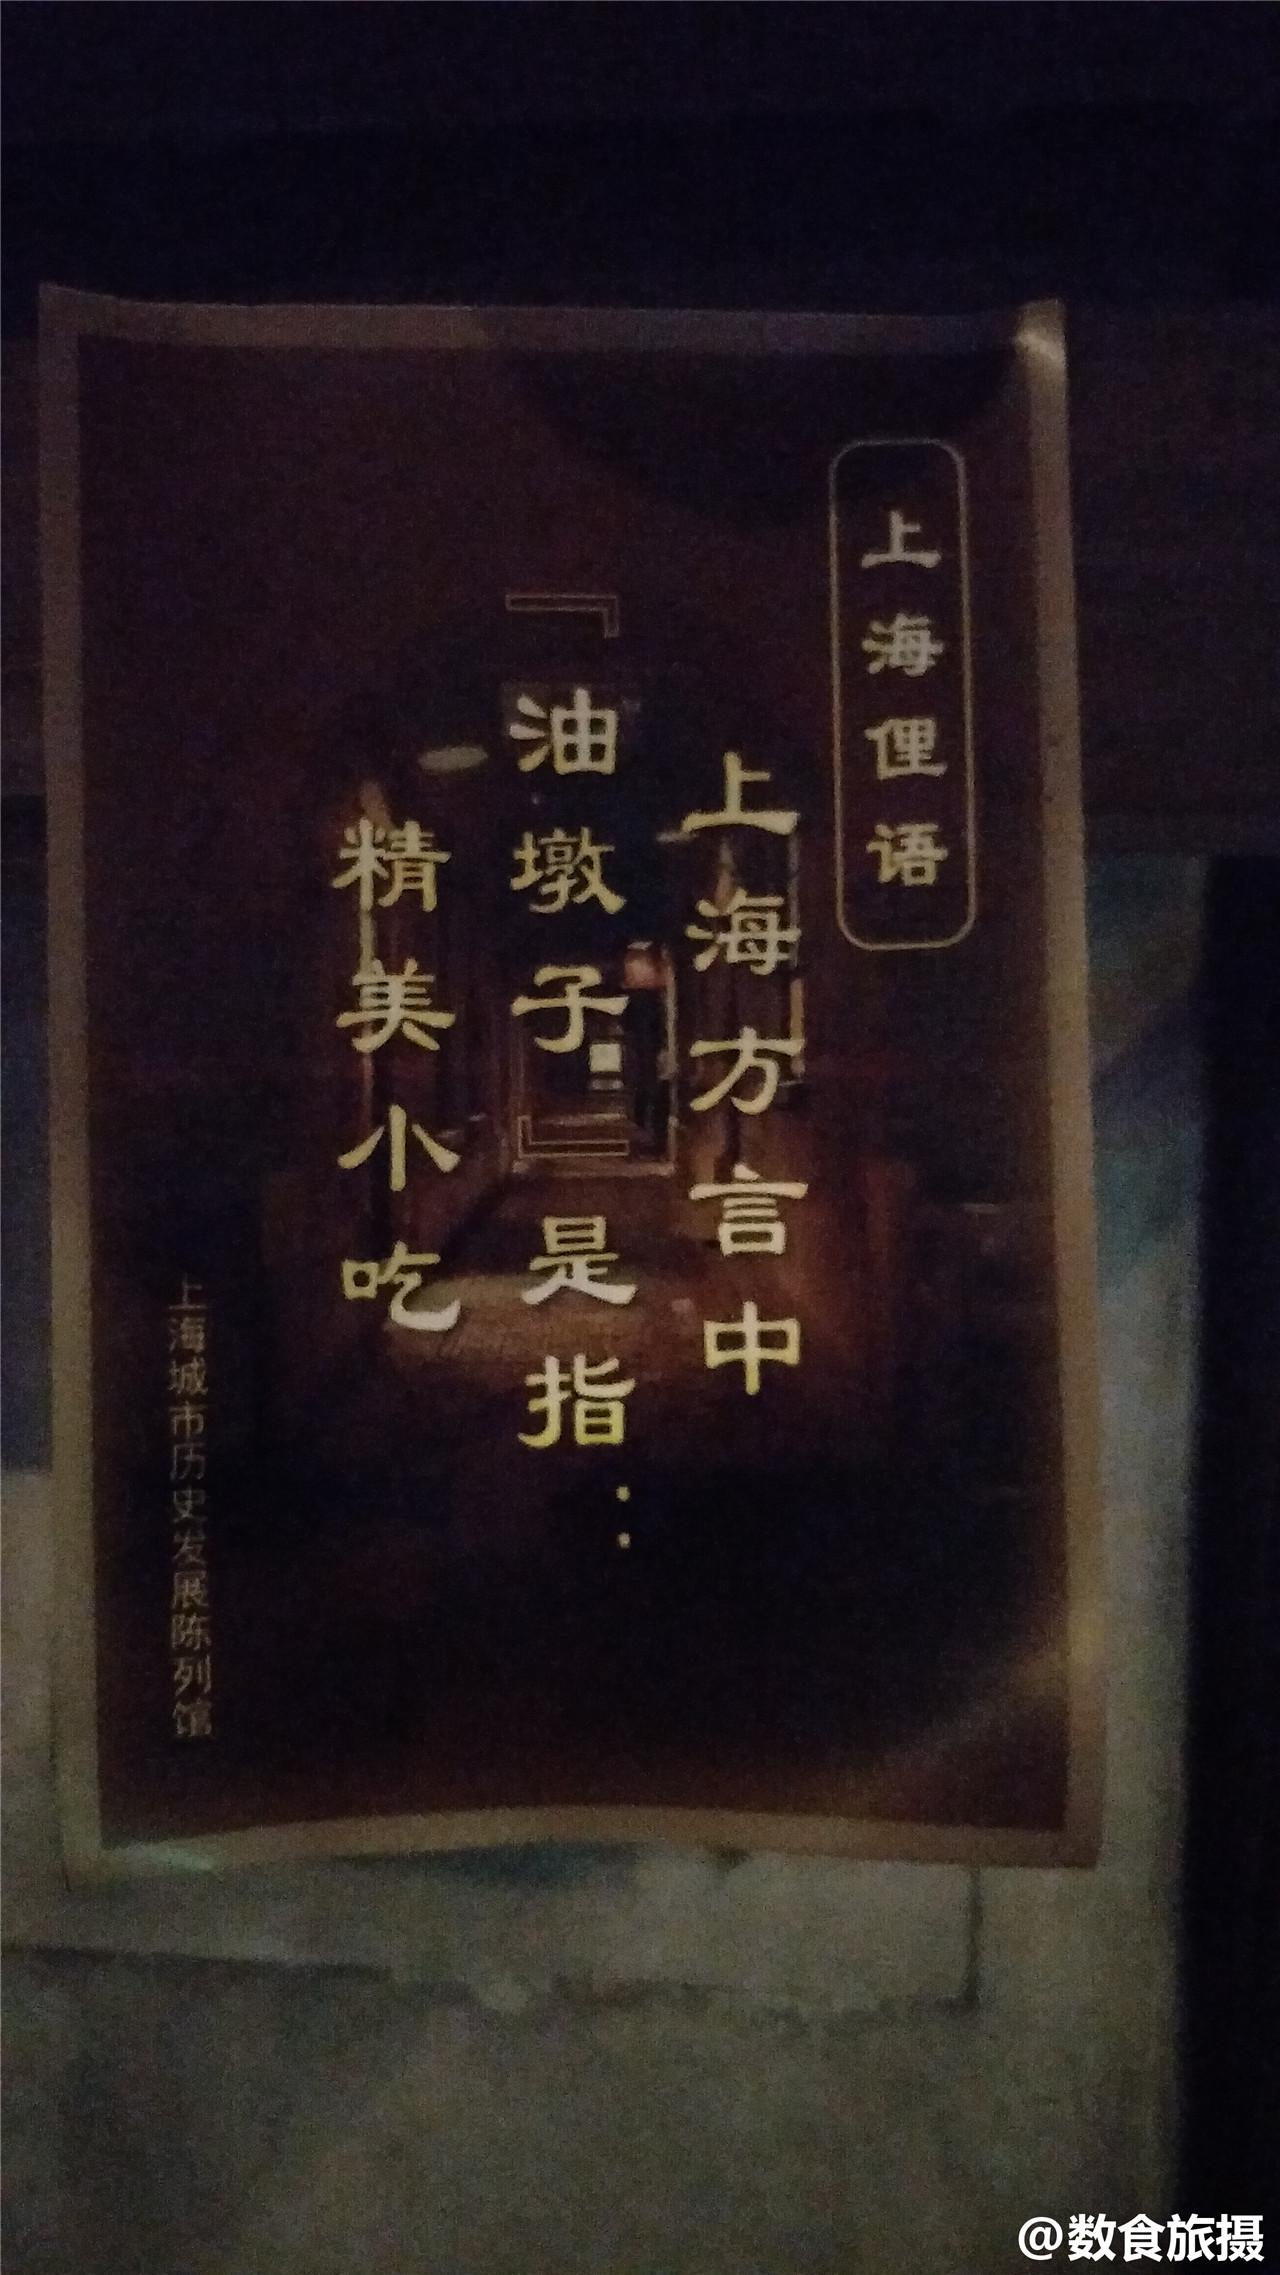 上海俚语
上海方言中
『油墩子』是指：
精美小吃
上海城市历史发展陈列馆
@数食旅摄